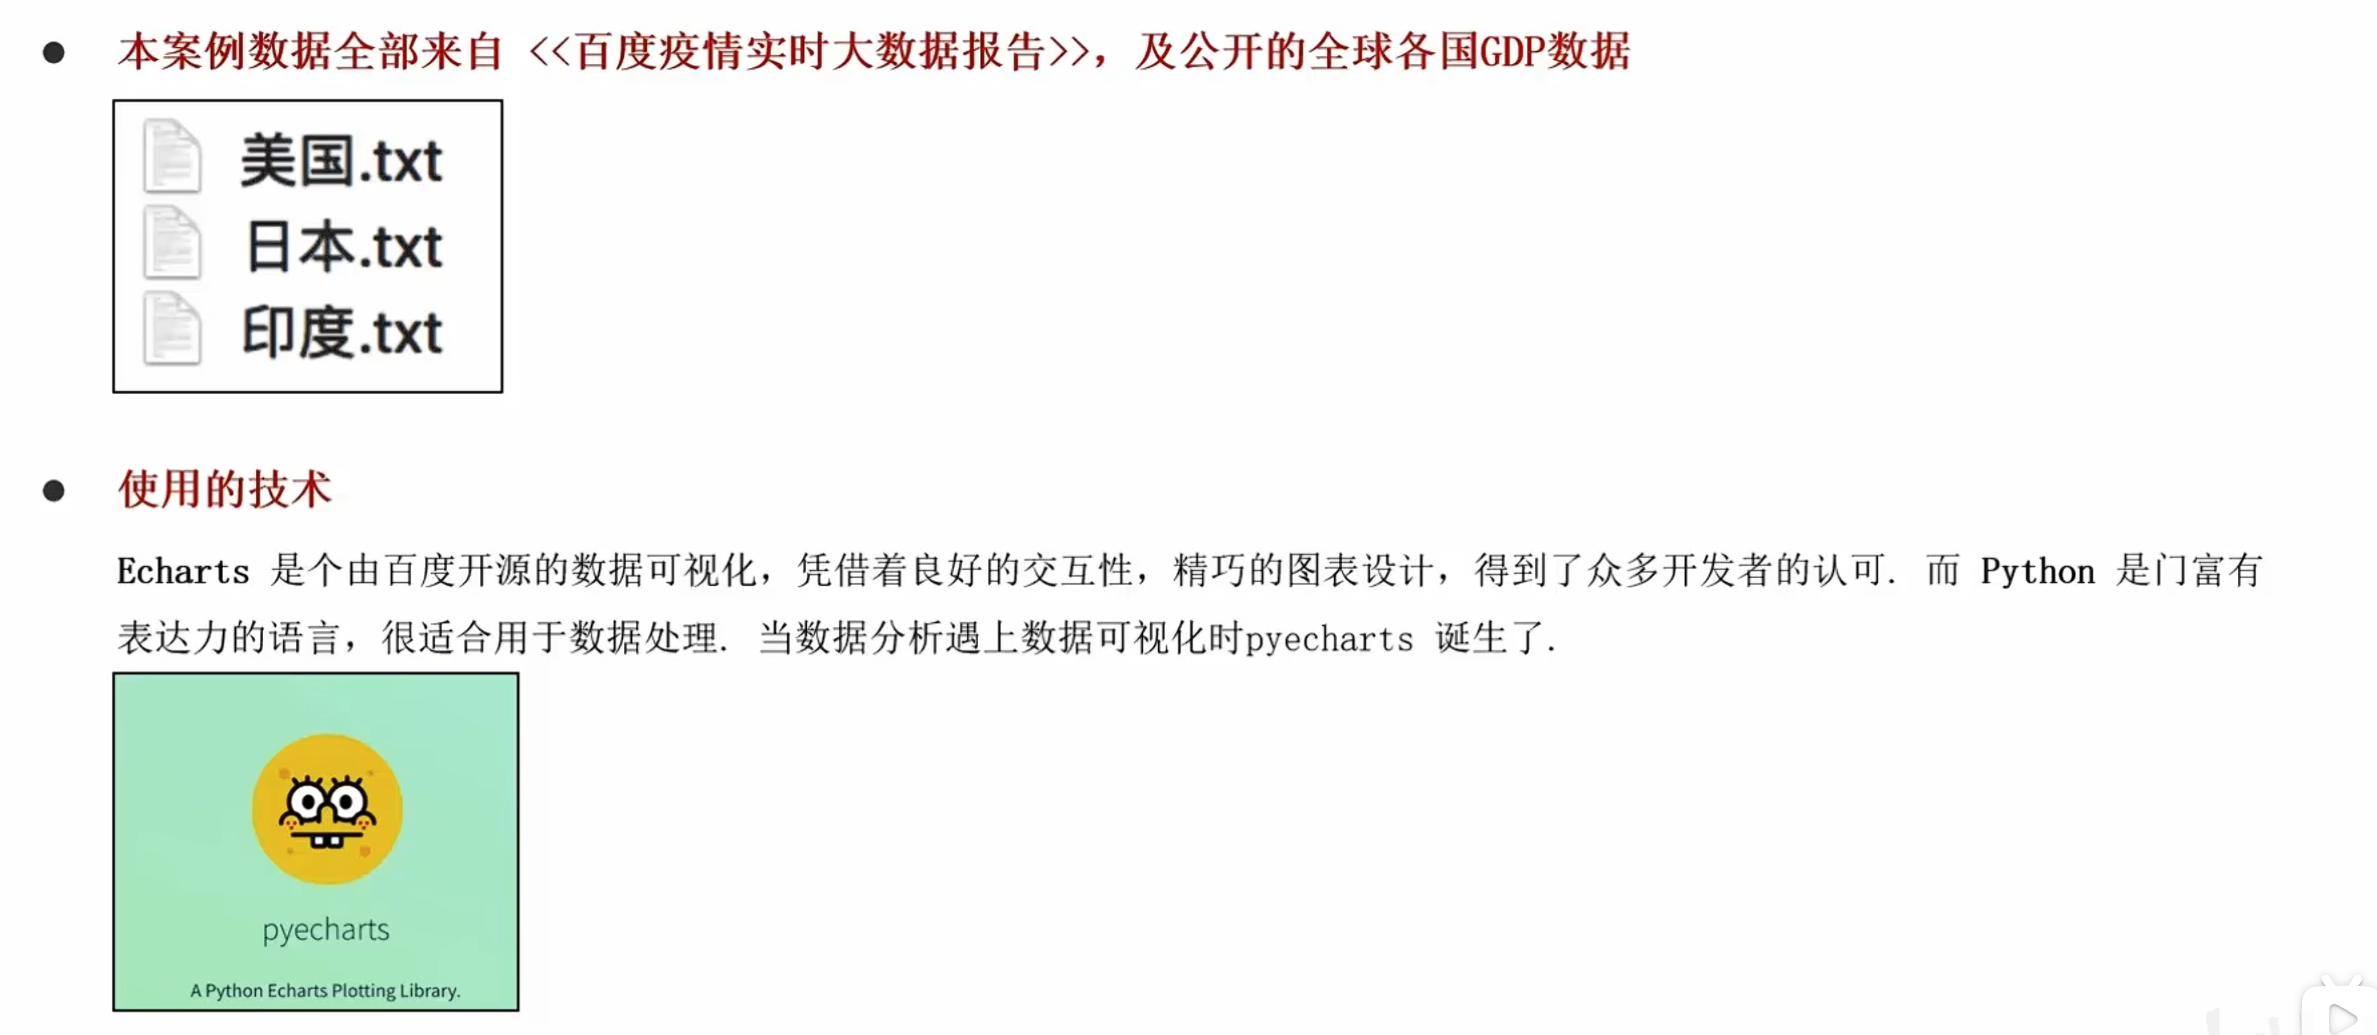 ● 本案例数据全部来自 <<百度疫情实时大数据报告>>，及公开的全球各国GDP数据
美国.txt
日本.txt
印度.txt
● 使用的技术
Echarts 是个由百度开源的数据可视化，凭借着良好的交互性，精巧的图表设计，得到了众多开发者的认可. 而 Python 是门富有
表达力的语言，很适合用于数据处理. 当数据分析遇上数据可视化时pyecharts 诞生了.
pyecharts
A Python Echarts Plotting Library.